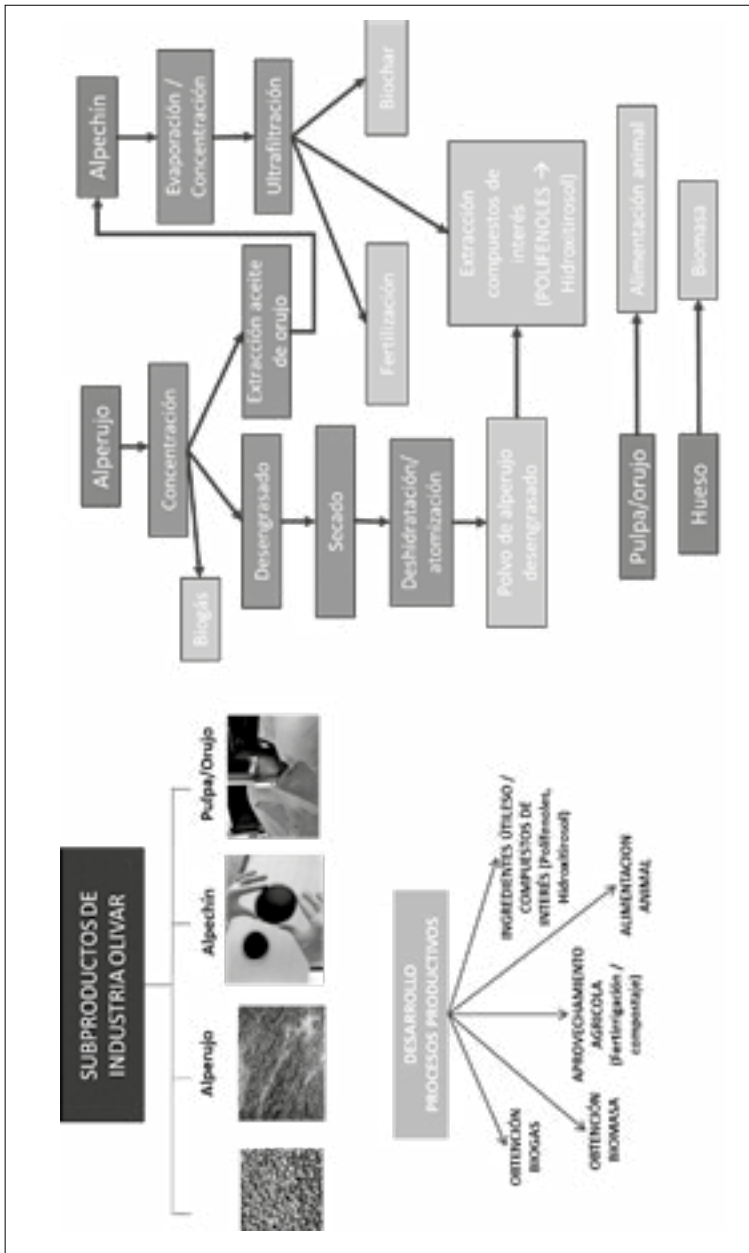 SUBPRODUCTOS DE
INDUSTRIA OLIVAR
Alperujo
Alpechín
Pulpa/Orujo
DESARROLLO
PROCESOS PRODUCTIVOS
OBTENCIÓN
BIOGÁS
OBTENCIÓN
BIOMASA
APROVECHAMIENTO
AGRICOLA
(Fertirrigación /
compostaje)
INGREDIENTES ÚTILESO /
COMPUESTOS DE
INTERÉS (Polifenoles,
Hidroxitirosol)
ALIMENTACION
ANIMAL
Alperujo
Concentración
Biogás
Desengrasado
Secado
Deshidratación/
atomización
Polvo de alperujo
desengrasado
Extracción aceite
de orujo
Alpechín
Evaporación /
Concentración
Ultrafiltración
Fertilización
Extracción
compuestos de
interés
(POLIFENOLES →
Hidroxitirosol)
Biochar
Pulpa/orujo
Alimentación animal
Hueso
Biomasa